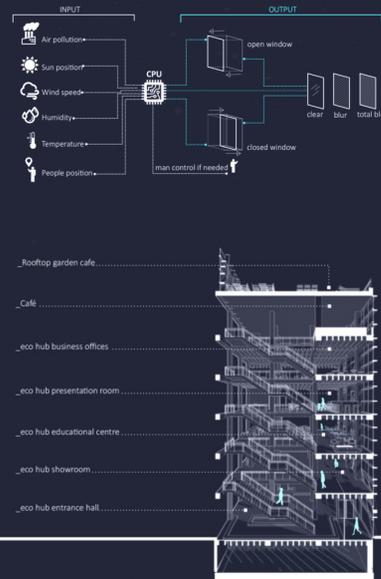 INPUT
OUTPUT
Air pollution
Sun position
Wind speed
Humidity
Temperature
People position
CPU
open window
closed window
man control if needed
clear
blur
total bl
_Rooftop garden cafe
_Café
_eco hub business offices
_eco hub presentation room
_eco hub educational centre
_eco hub showroom
_eco hub entrance hall